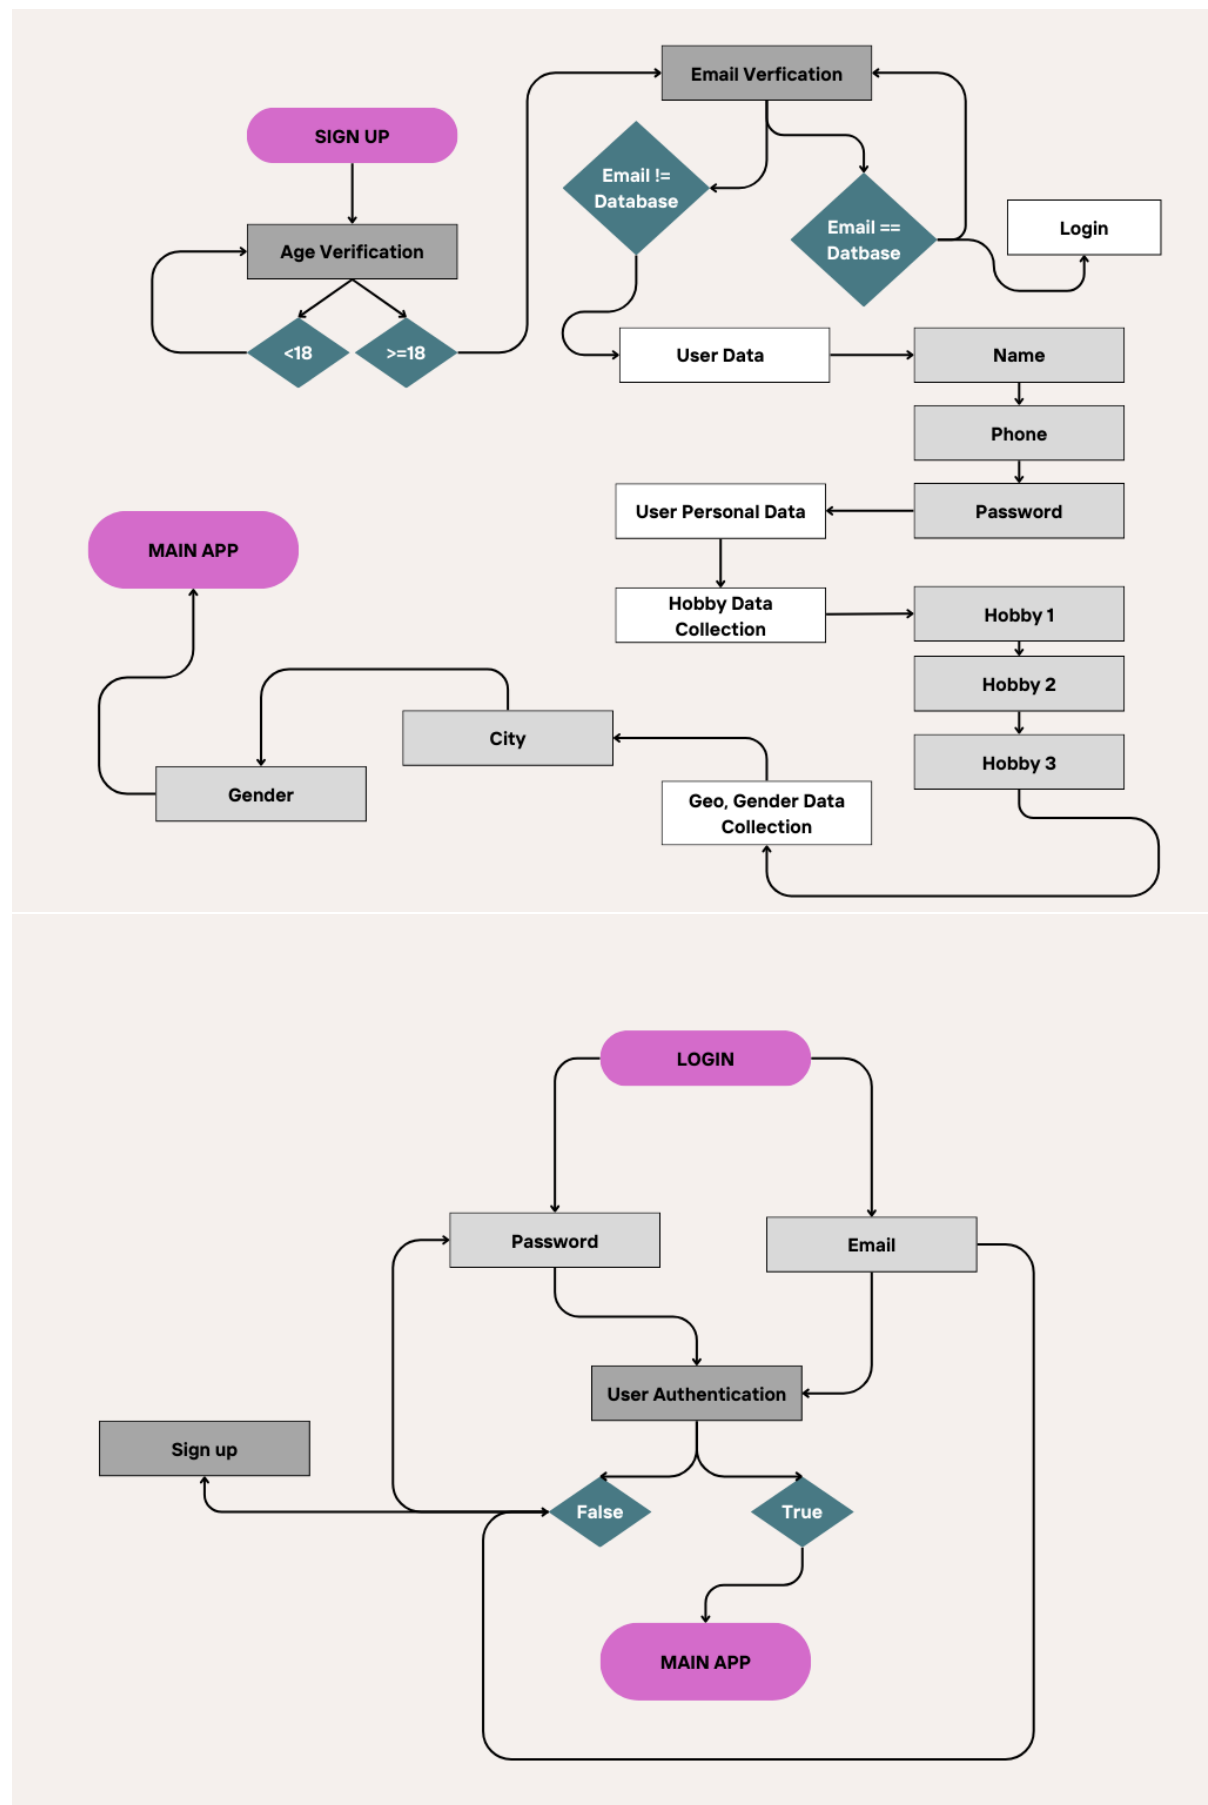 SIGN UP
Age Verification
<18
>=18
Email Verfication
Email !=
Database
Email ==
Datbase
Login
User Data
Name
Phone
Password
User Personal Data
Hobby Data
Collection
Hobby 1
Hobby 2
Hobby 3
Geo, Gender Data
Collection
City
Gender
MAIN APP
LOGIN
Password
Email
User Authentication
Sign up
False
True
MAIN APP